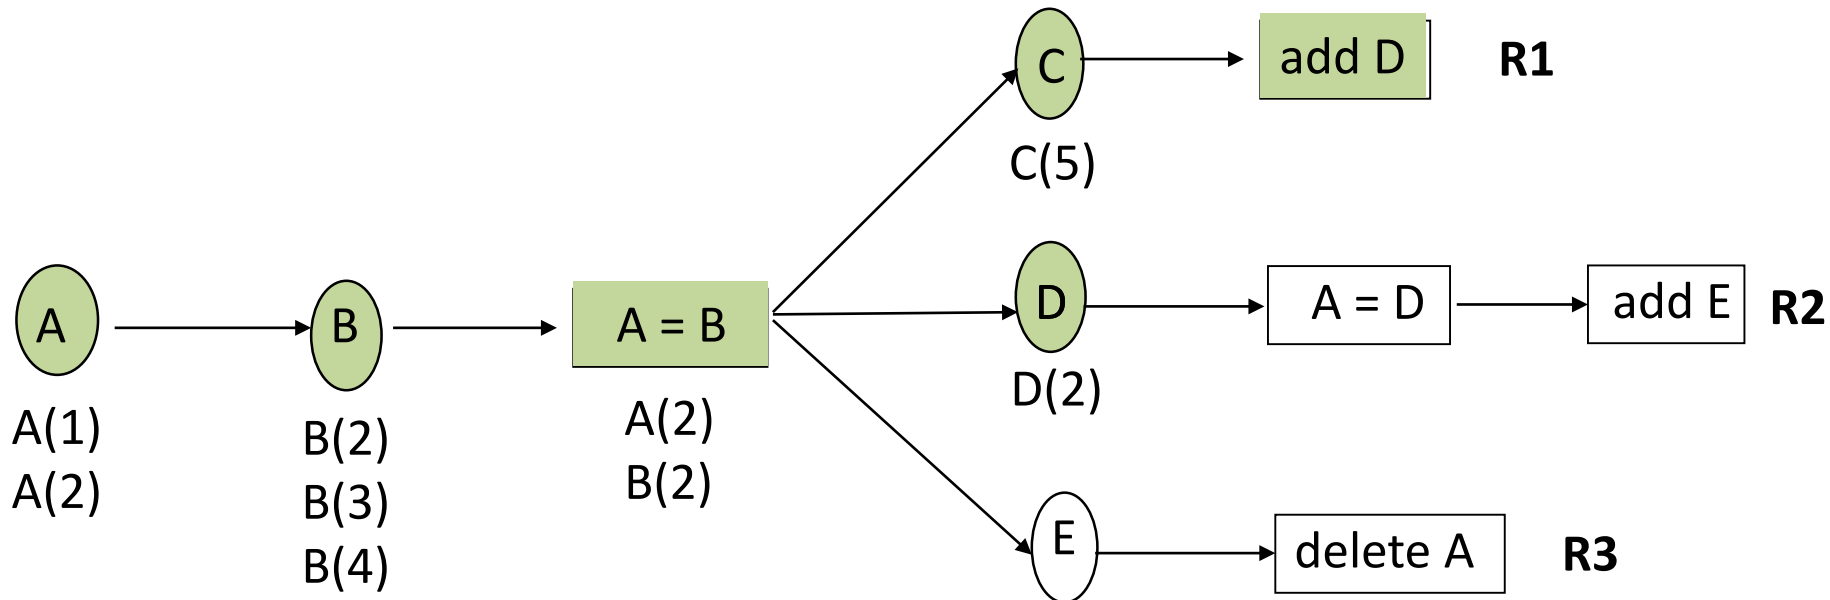 C
add D
R1
C(5)
A
B
A = B
D
A = D
add E
R2
A(1)
A(2)
B(2)
B(3)
B(4)
A(2)
B(2)
D(2)
E
delete A
R3